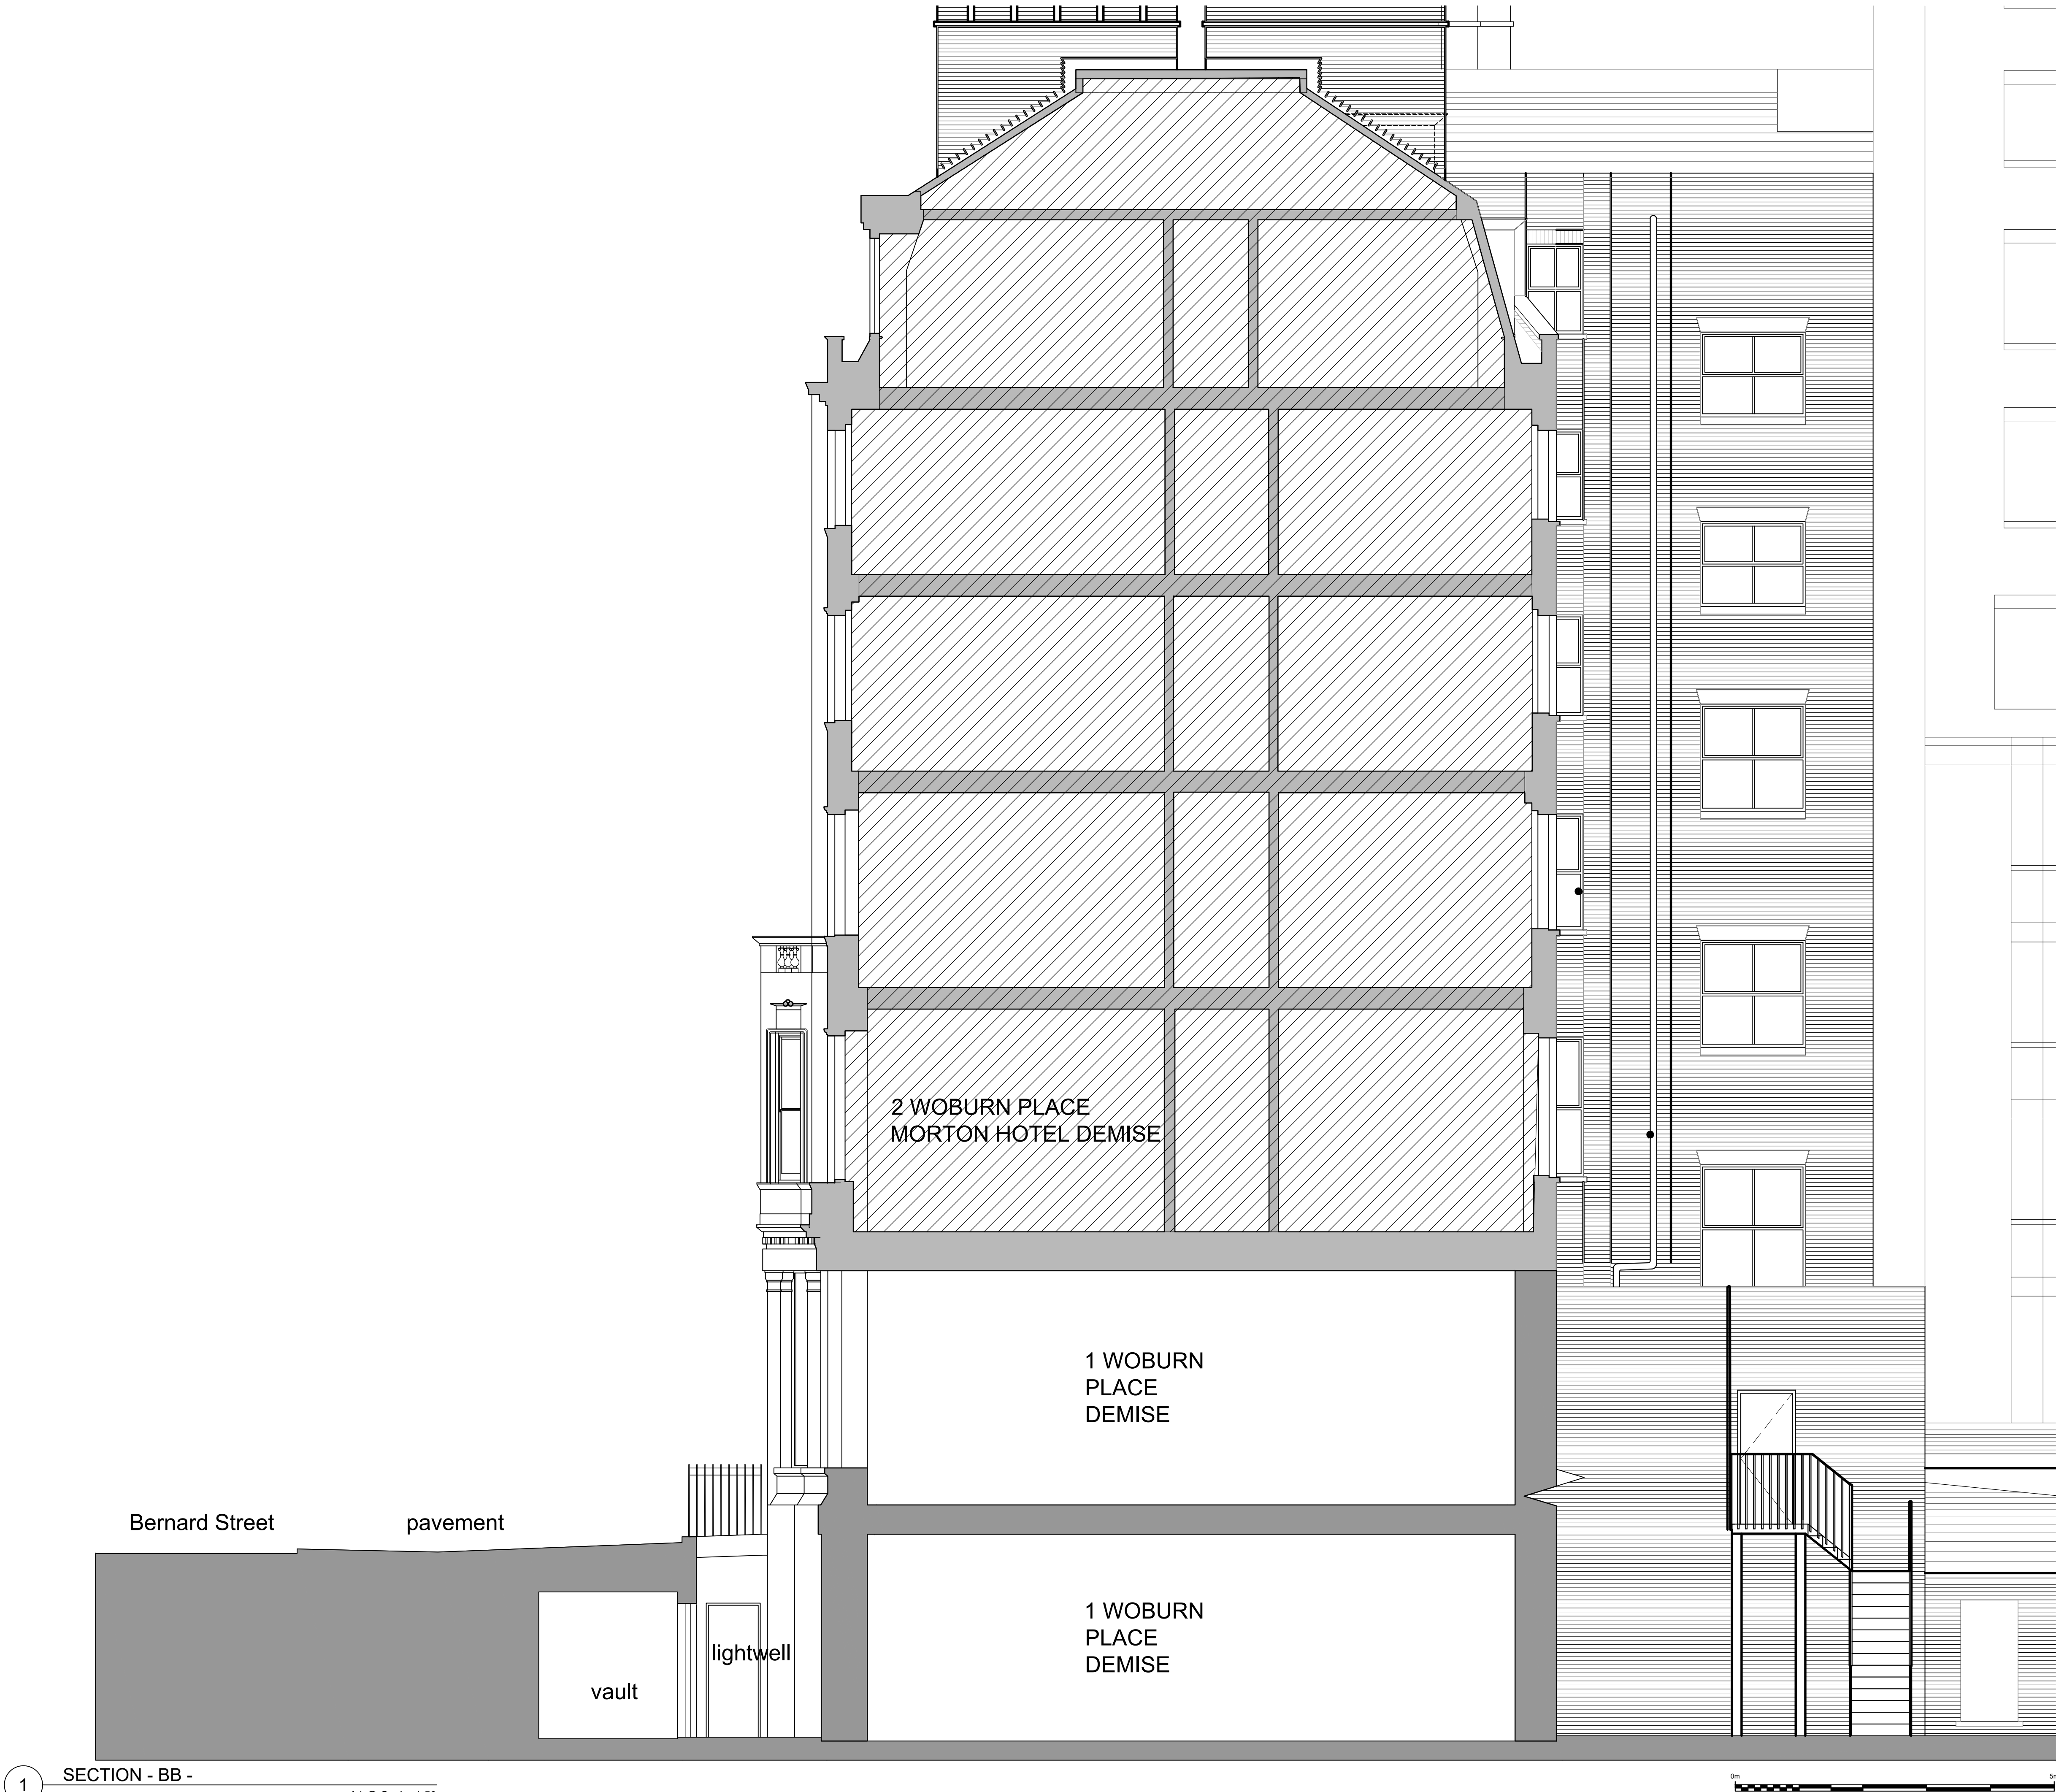 2 WOBURN PLACE
MORTON HOTEL DEMISE
1 WOBURN
PLACE
DEMISE
Bernard Street
pavement
1 WOBURN
PLACE
DEMISE
lightwell
vault
1
SECTION - BB -
0m